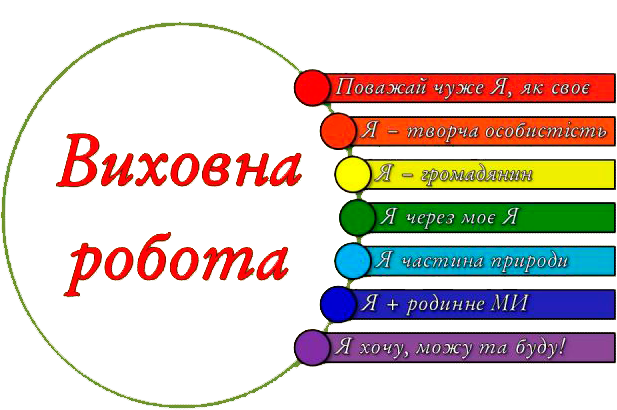 Виховна
робота
Поважай чуже Я, як своє
Я – творча особистість
Я – громадянин
Я через моє Я
Я частина природи
Я + родинне МИ
Я хочу, можу та буду!